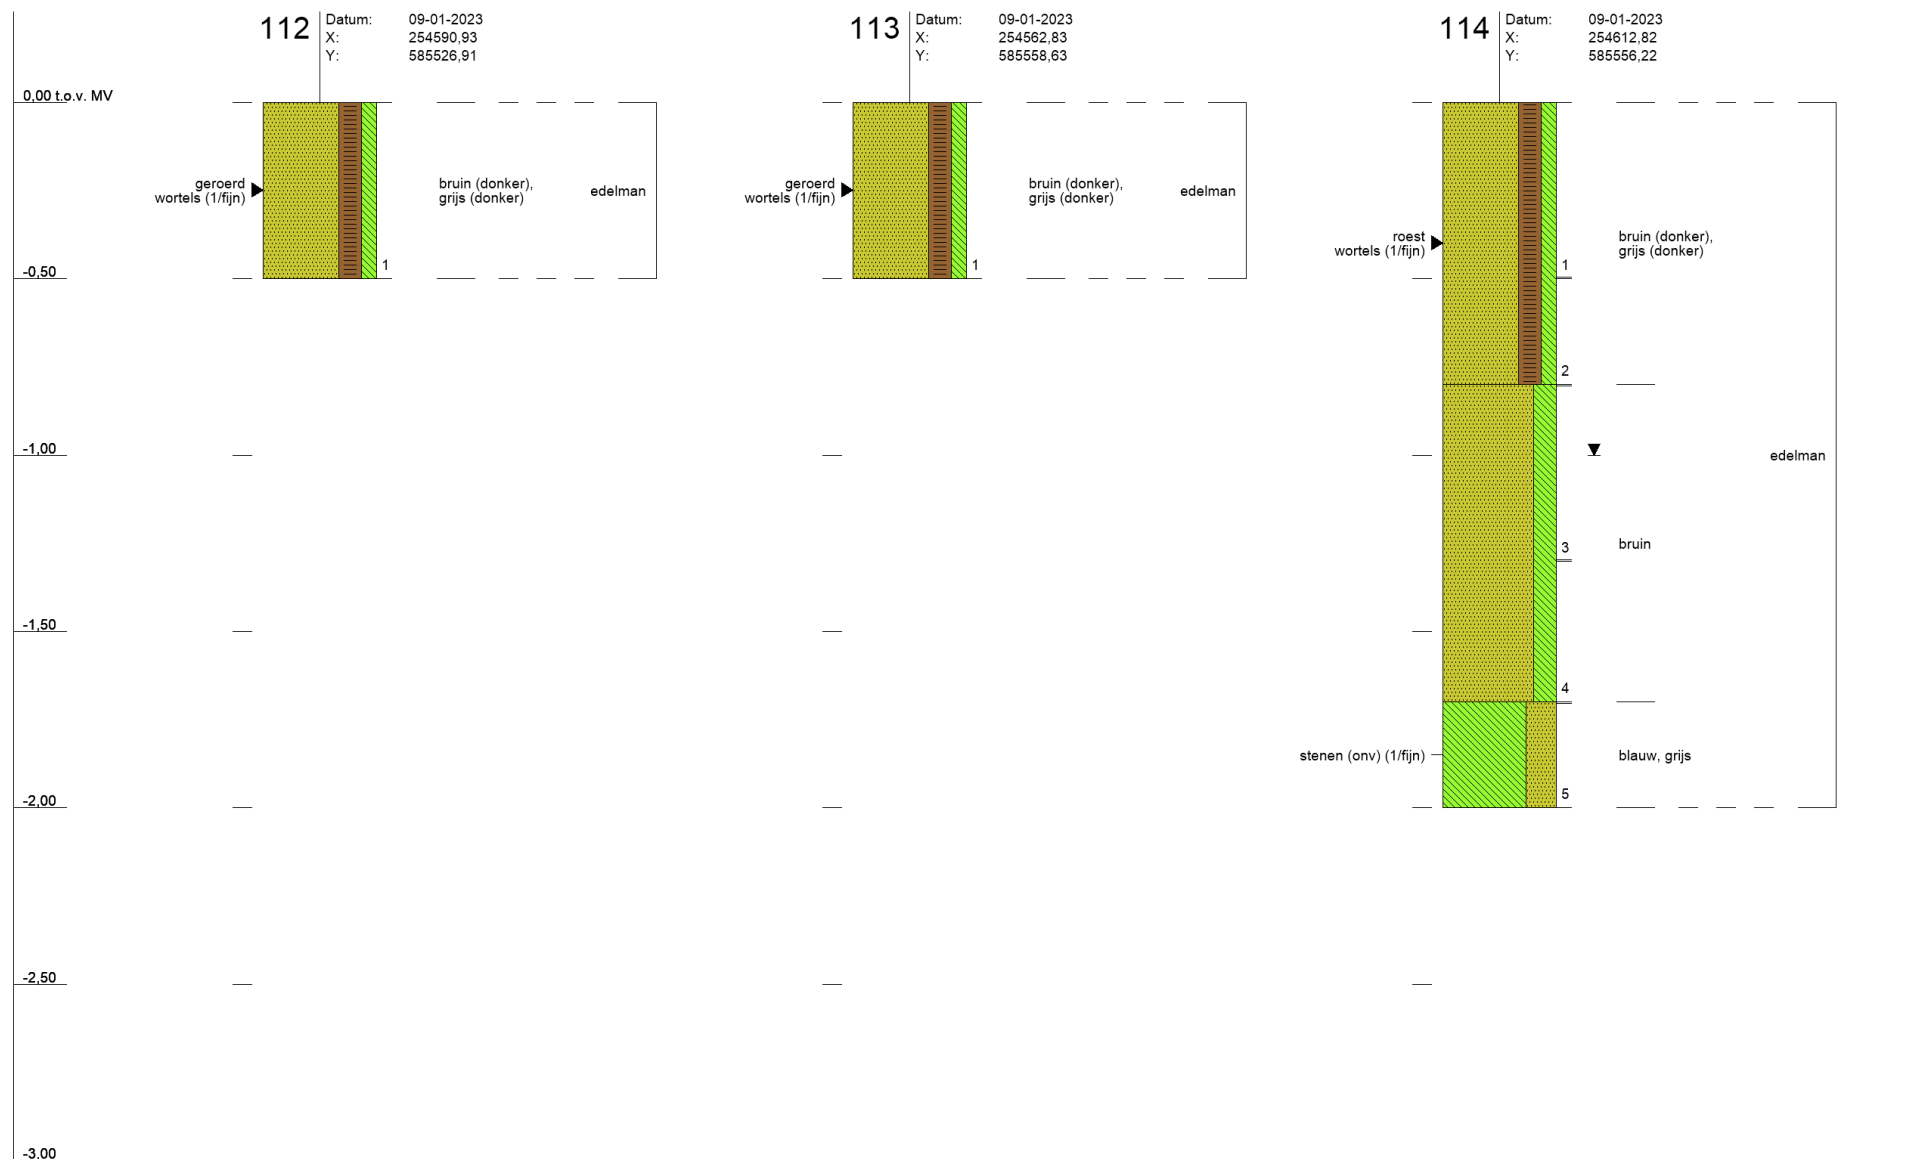 112
Datum: 09-01-2023
X: 254590,93
Y: 585526,91
113
Datum: 09-01-2023
X: 254562,83
Y: 585558,63
114
Datum: 09-01-2023
X: 254612,82
Y: 585556,22
0,00 t.o.v. MV
-0,50
-1,00
-1,50
-2,00
-2,50
-3.00
geroerd
wortels (1/fijn)
1
bruin (donker),
grijs (donker)
edelman
geroerd
wortels (1/fijn)
1
bruin (donker),
grijs (donker)
edelman
roest
wortels (1/fijn)
1
bruin (donker),
grijs (donker)
2
edelman
3
bruin
4
stenen (onv) (1/fijn)
blauw, grijs
5